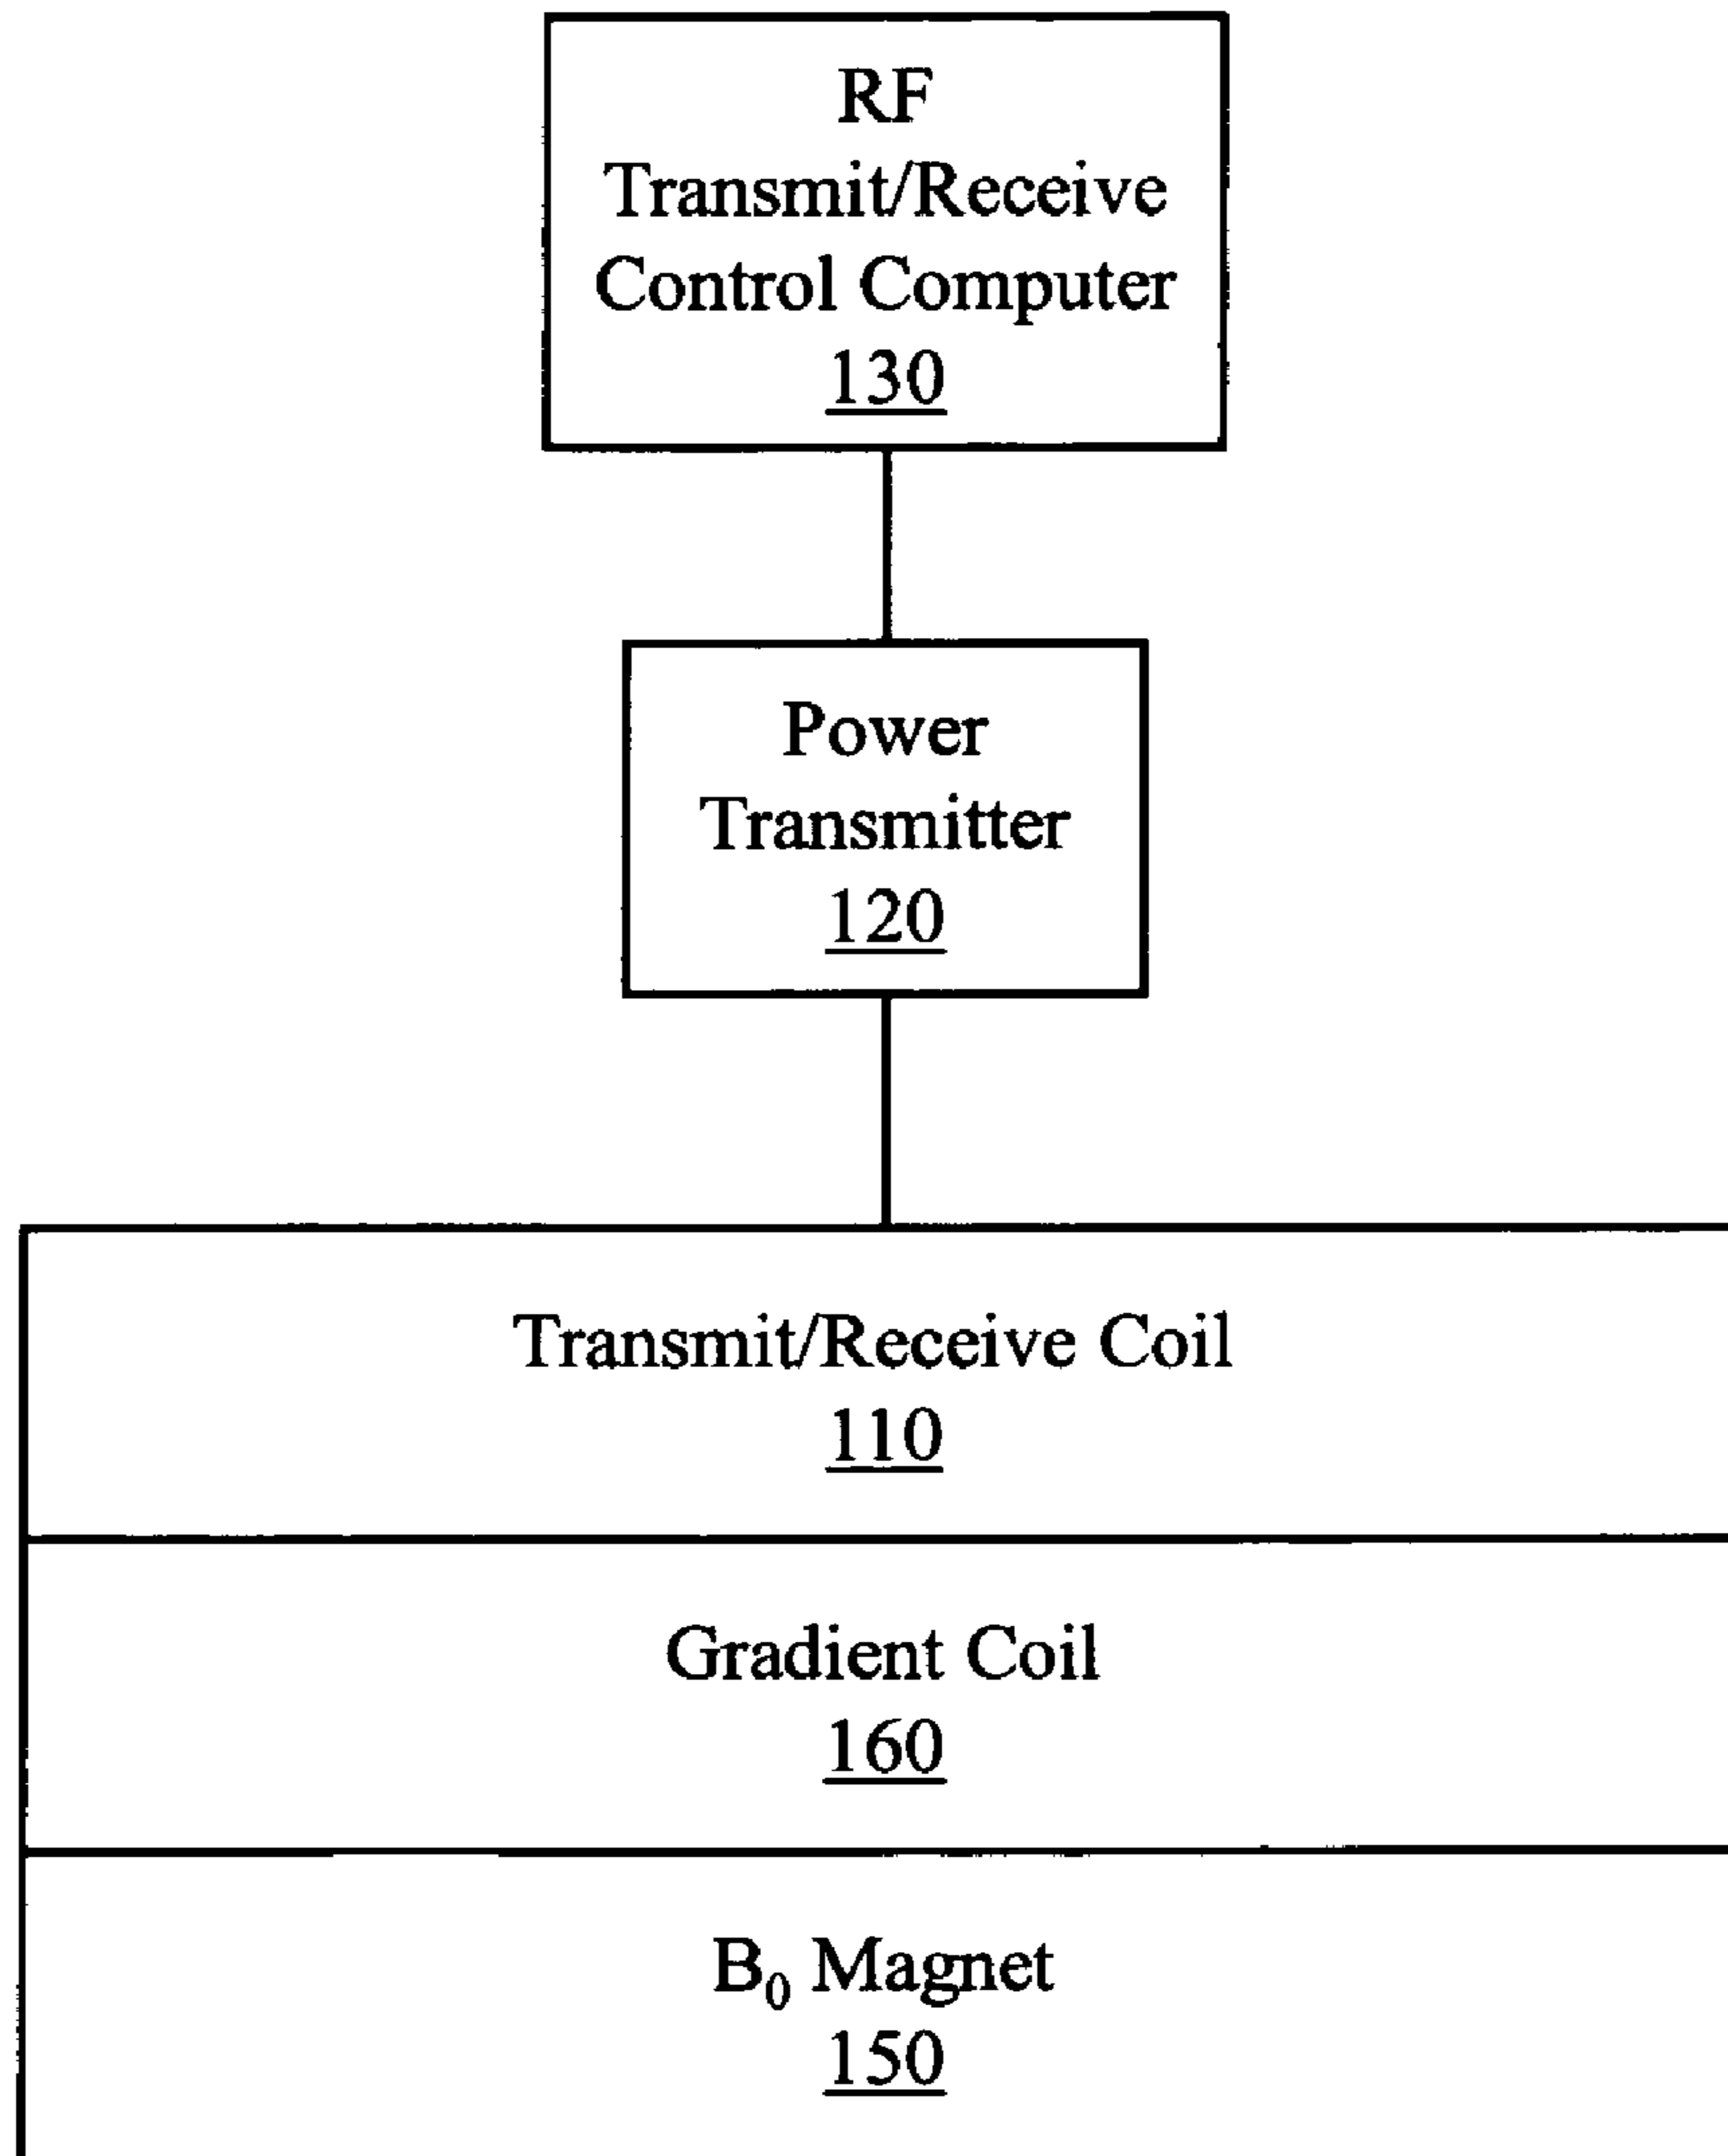 RF
Transmit/Receive
Control Computer
130
Power
Transmitter
120
Transmit/Receive Coil
110
Gradient Coil
160
B₀ Magnet
150